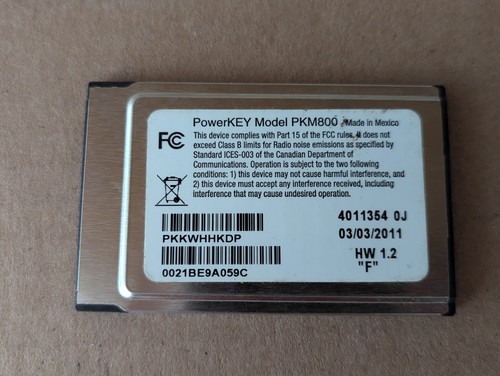 PowerKEY Model PKM800 Made in Mexico
FC This device complies with Part 15 of the FCC rules, It does not
exceed Class B limits for Radio noise emissions as specified by
Standard ICES-003 of the Canadian Department of
Communications. Operation is subject to the two following
conditions: 1) this device may not cause harmful interference, and
2) this device must accept any interference received, including
interference that may cause undesired operation.
4011354 0J
PKKWHHKDP
03/03/2011
HW 1.2
"F"
0021BE9A059C